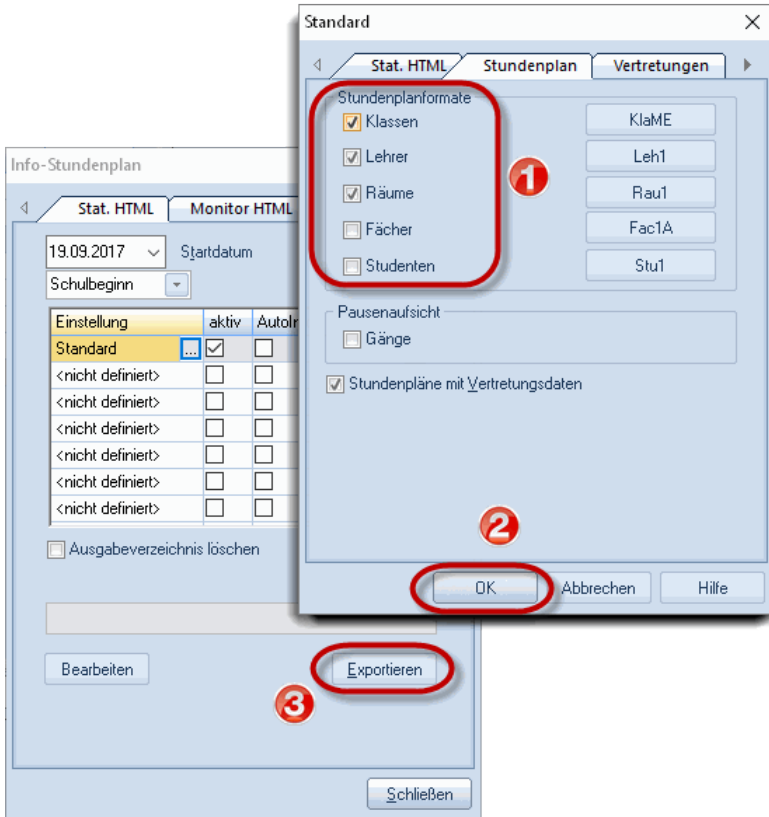 Standard
Stat. HTML Stundenplan Vertretungen
Stundenplanformate
Klassen KlaME
Lehrer Leh1
Räume Rau1
Fächer Fac1A
Studenten Stu1
1
Pausenaufsicht
Gänge
Stundenpläne mit Vertretungsdaten
2
OK Abbrechen Hilfe
Info-Stundenplan
Stat. HTML Monitor HTML
19.09.2017 Startdatum
Schulbeginn
Einstellung aktiv AutoIn
Standard ...
<nicht definiert>
<nicht definiert>
<nicht definiert>
<nicht definiert>
<nicht definiert>
<nicht definiert>
Ausgabeverzeichnis löschen
Bearbeiten Exportieren
3
Schließen